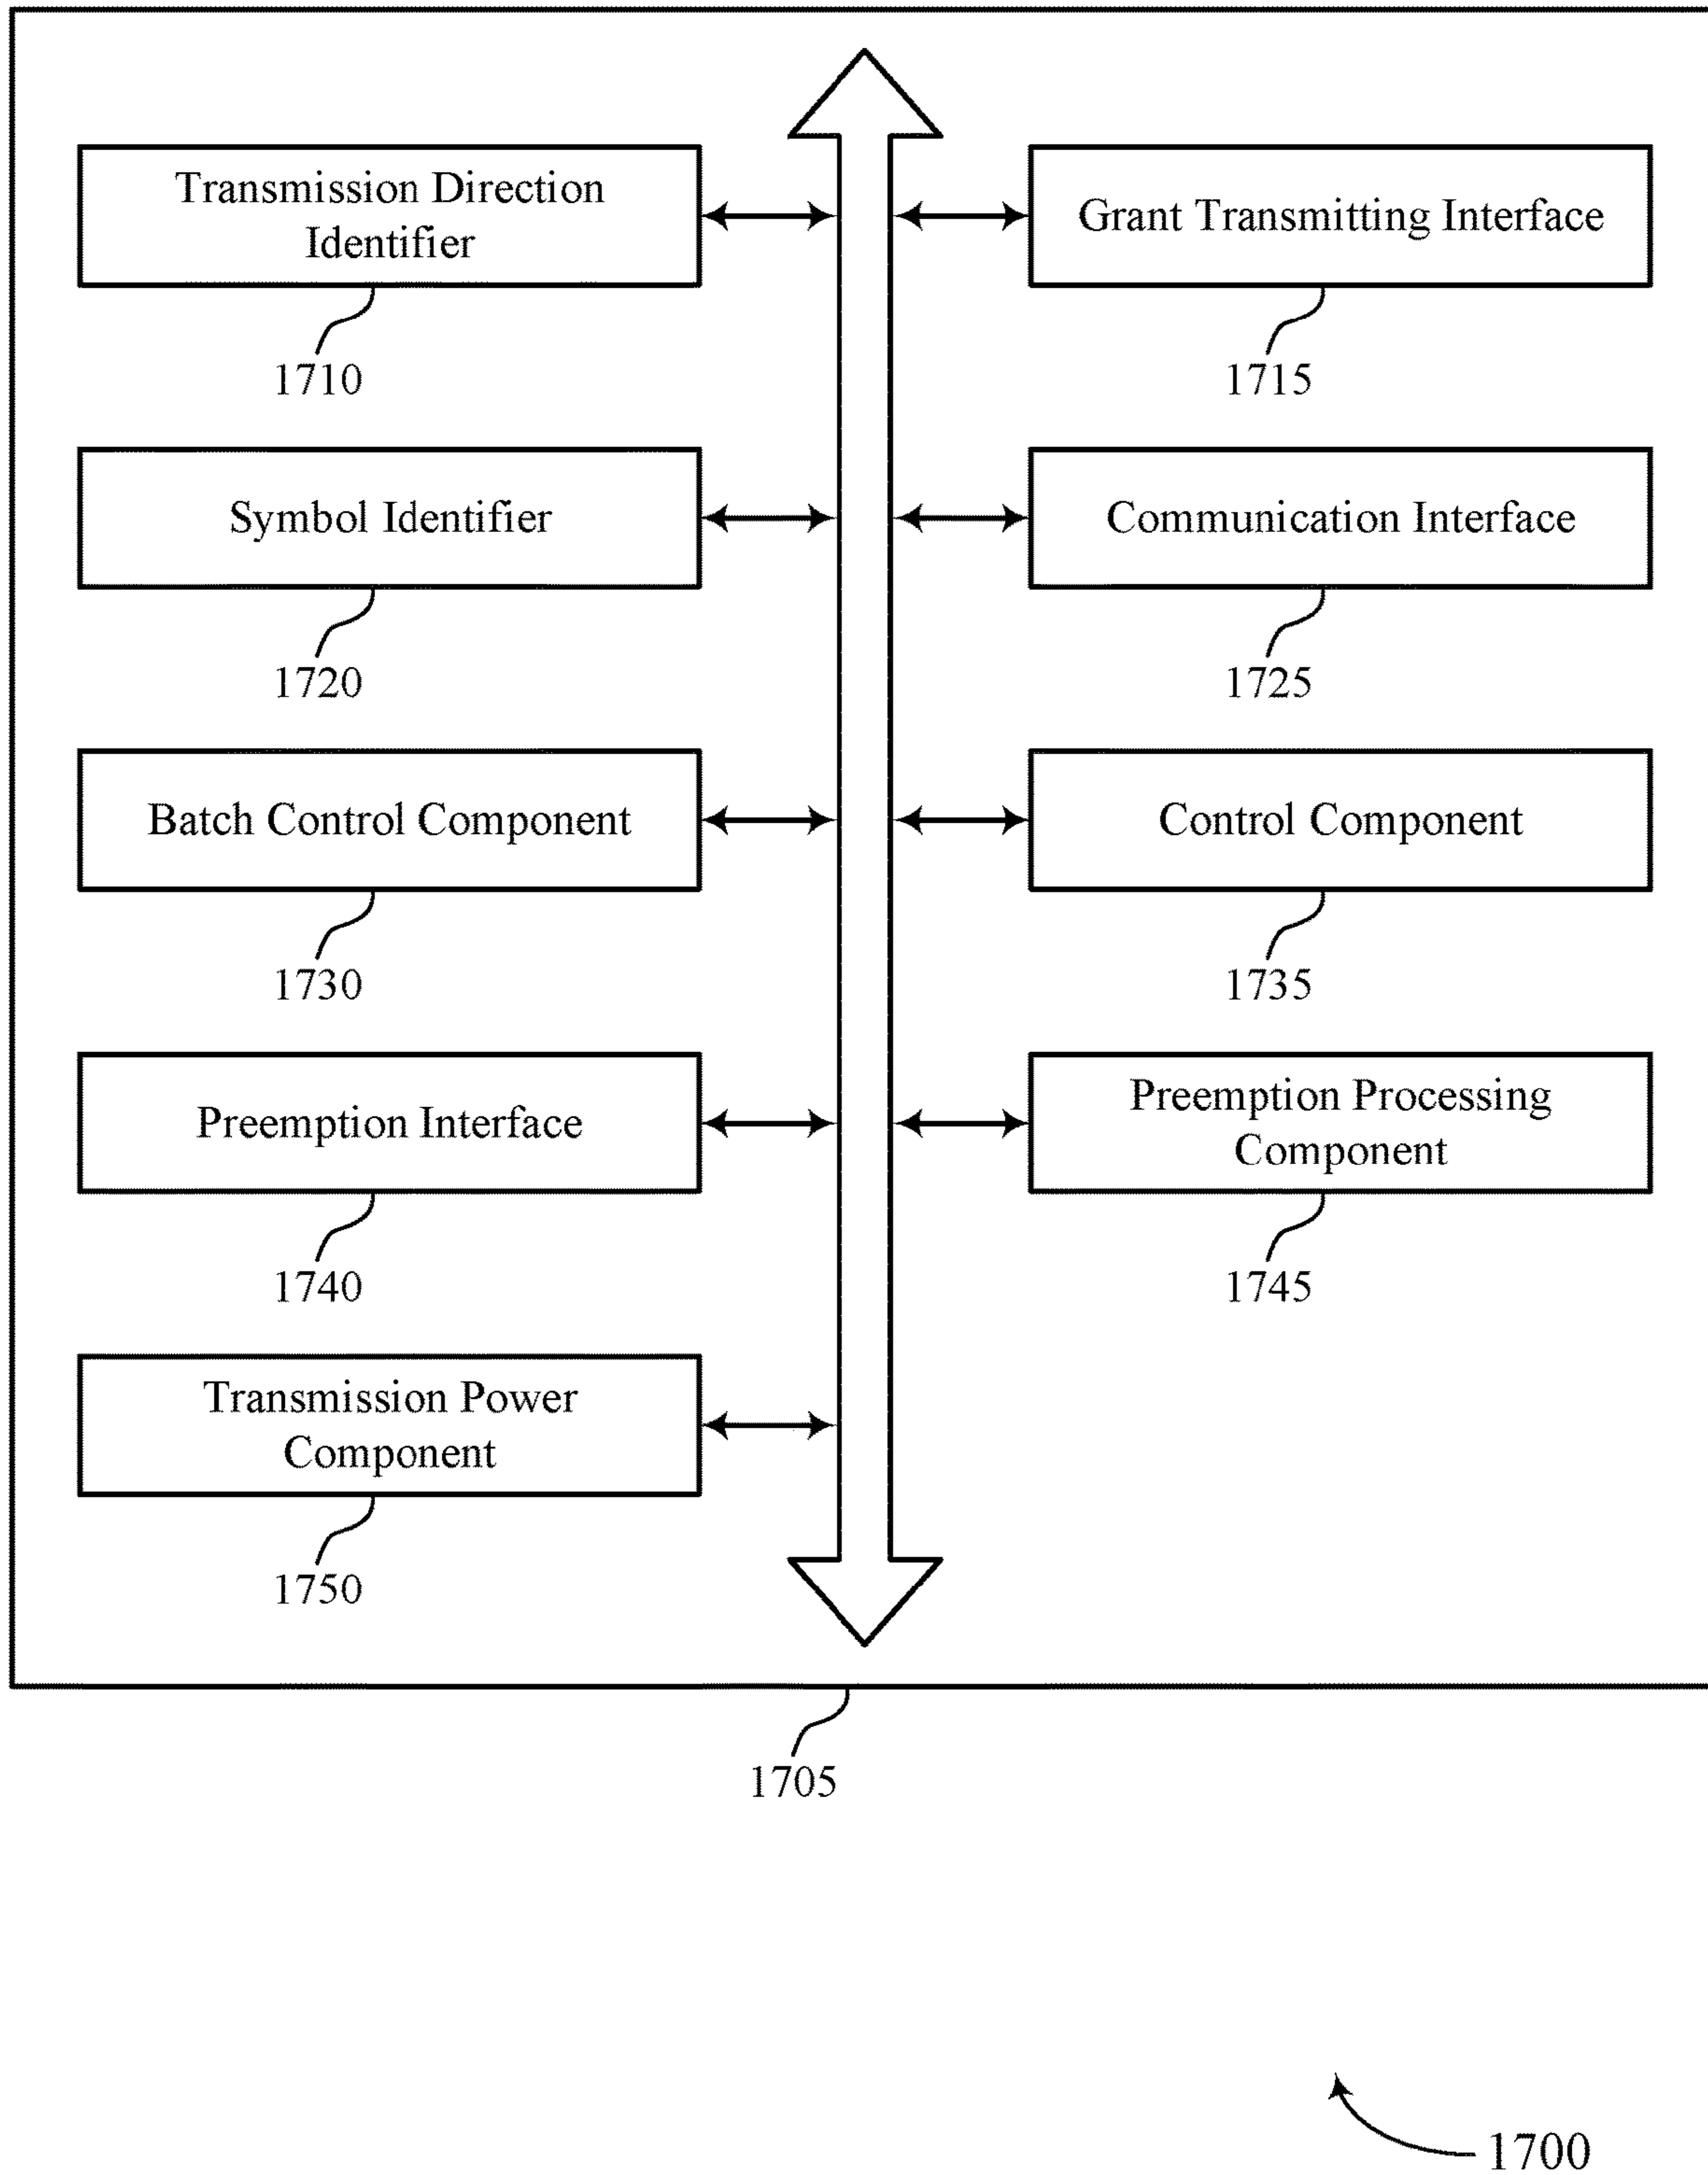 Transmission Direction
Identifier
1710
Grant Transmitting Interface
1715
Symbol Identifier
1720
Communication Interface
1725
Batch Control Component
1730
Control Component
1735
Preemption Interface
1740
Preemption Processing
Component
1745
Transmission Power
Component
1750
1705
1700